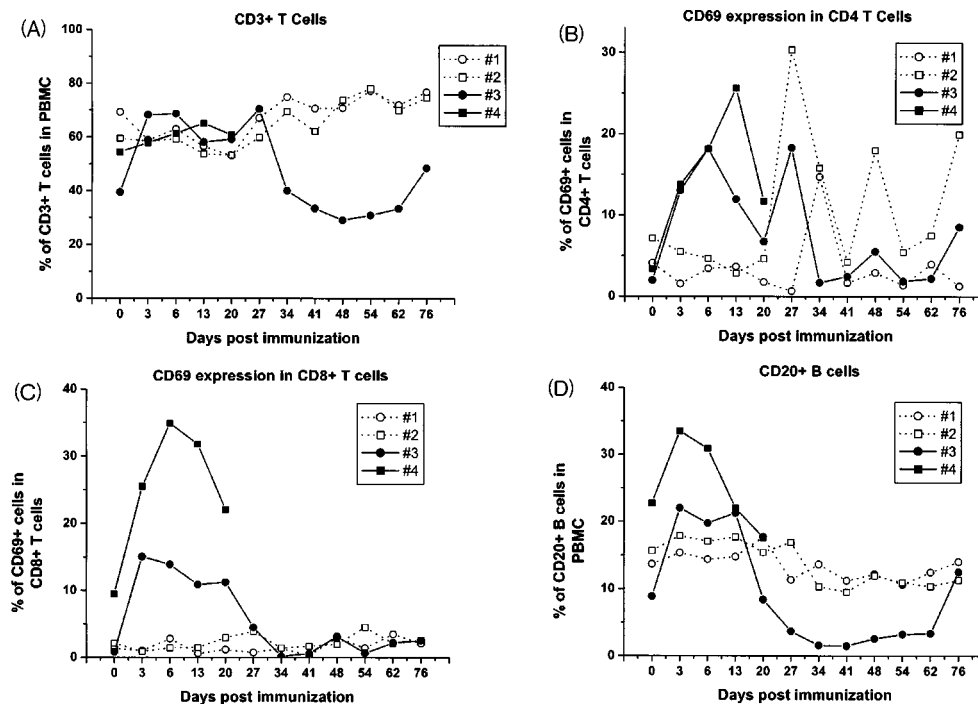 (A)
CD3+ T Cells
% of CD3+ T cells in PBMC
100
80
60
40
20
0
#1
#2
#3
#4
0 3 6 13 20 27 34 41 48 54 62 76
Days post immunization
(B)
CD69 expression in CD4 T Cells
% of CD69+ cells in
CD4+ T cells
30
20
10
0
#1
#2
#3
#4
0 3 6 13 20 27 34 41 48 54 62 76
Days post immunization
(C)
CD69 expression in CD8+ T cells
% of CD69+ cells in
CD8+ T cells
40
30
20
10
0
#1
#2
#3
#4
0 3 6 13 20 27 34 41 48 54 62 76
Days post immunization
(D)
CD20+ B cells
% of CD20+ B cells in
PBMC
40
30
20
10
0
#1
#2
#3
#4
0 3 6 13 20 27 34 41 48 54 62 76
Days post immunization